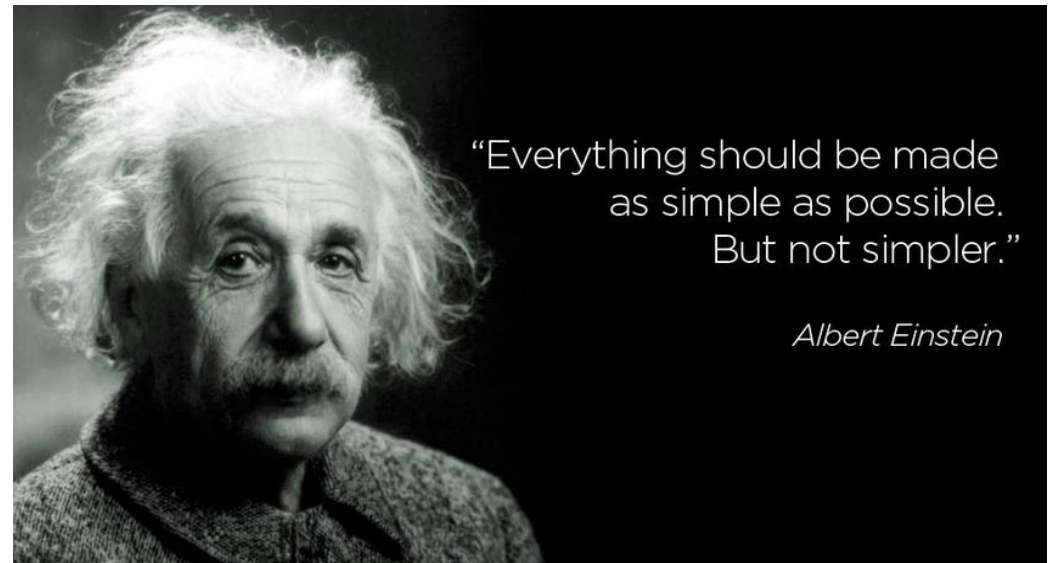 “Everything should be made
as simple as possible.
But not simpler.”
Albert Einstein